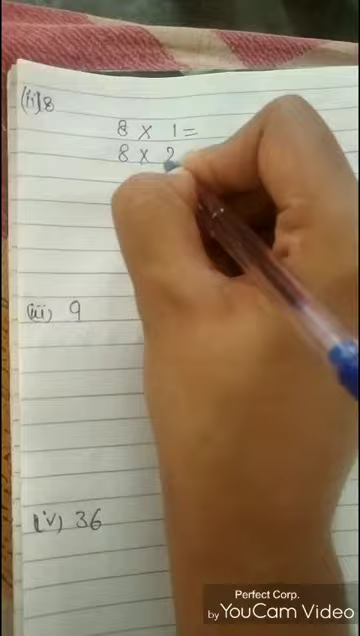 (ii) 8
8 × 1 =
8 × 2
(iii) 9
(iv) 36
Perfect Corp.
by YouCam Video